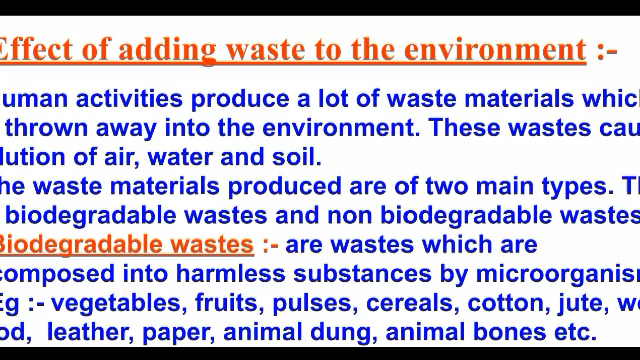 Effect of adding waste to the environment :-
uman activities produce a lot of waste materials which
thrown away into the environment. These wastes cau
lution of air, water and soil.
he waste materials produced are of two main types. Th
biodegradable wastes and non biodegradable wastes
Biodegradable wastes :- are wastes which are
composed into harmless substances by microorganism
Eg :- vegetables, fruits, pulses, cereals, cotton, jute, wo
od, leather, paper, animal dung, animal bones etc.